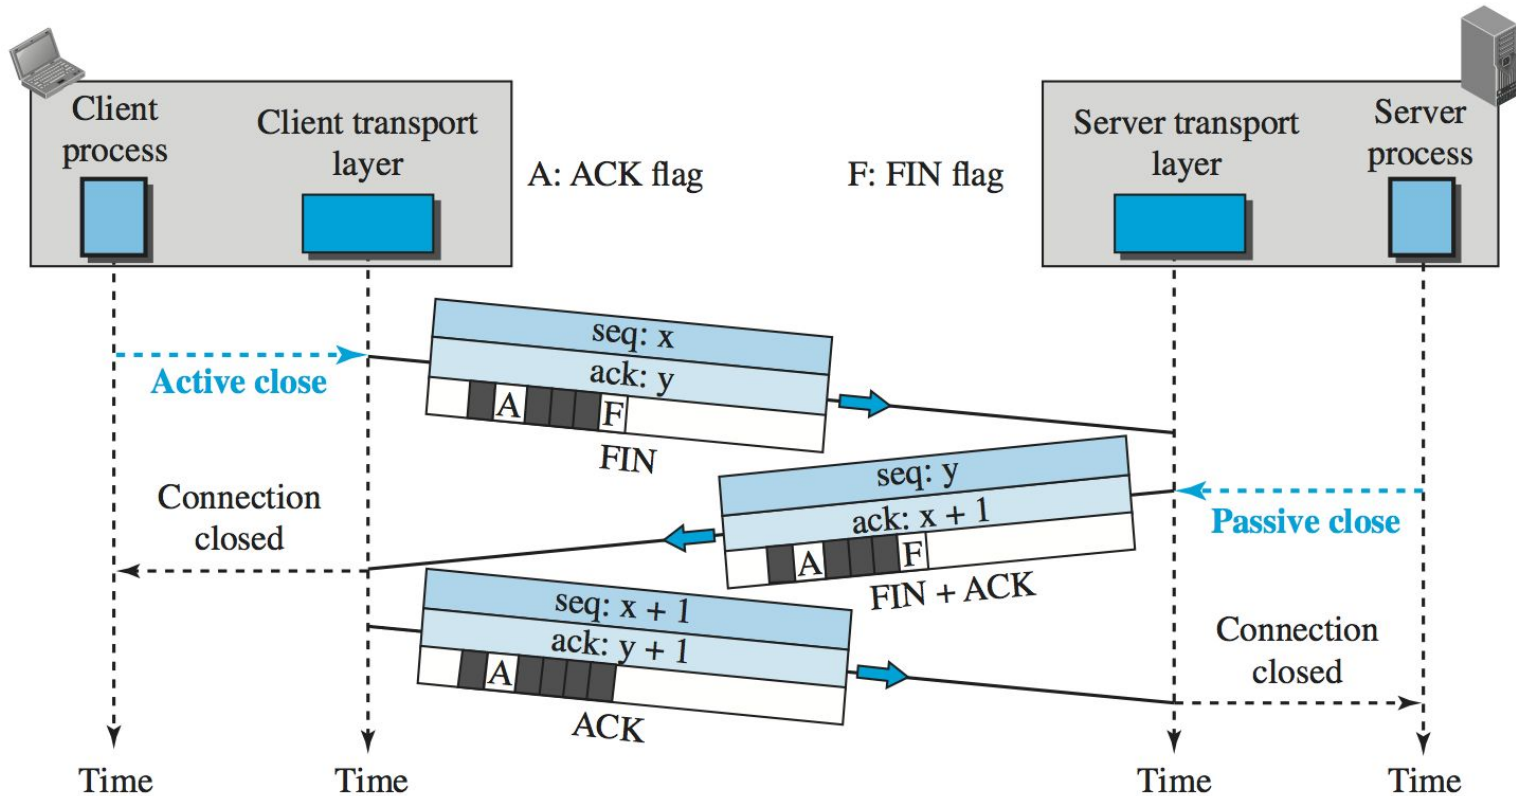 Client
process
Client transport
layer
A: ACK flag
F: FIN flag
Server transport
layer
Server
process
seq: x
ack: y
A
F
FIN
Active close
seq: y
ack: x + 1
A
F
FIN + ACK
Passive close
Connection
closed
seq: x + 1
ack: y + 1
A
ACK
Connection
closed
Time
Time
Time
Time